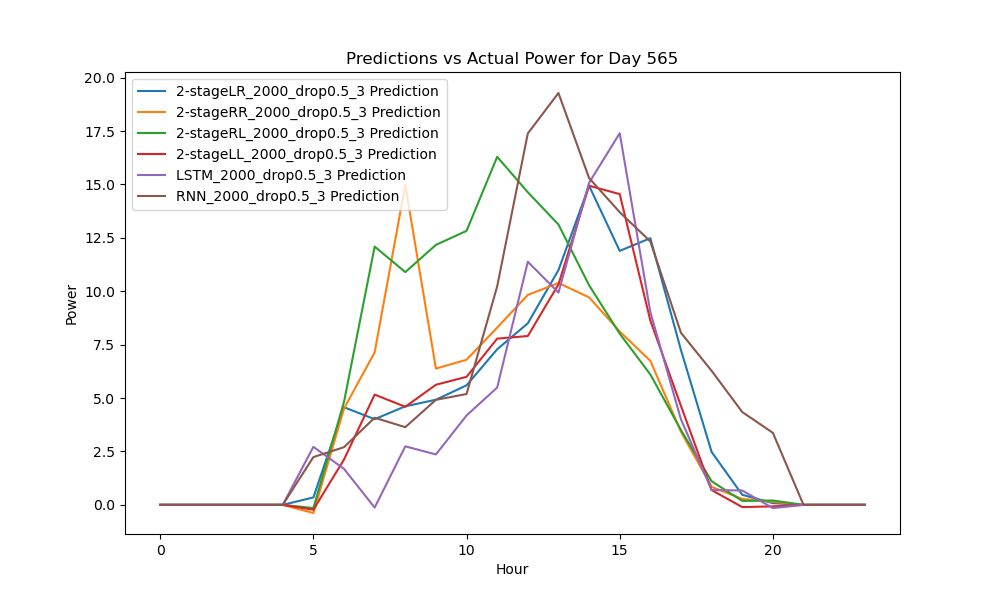 Predictions vs Actual Power for Day 565
20.0
17.5
15.0
12.5
10.0
7.5
5.0
2.5
0.0
Power
2-stageLR_2000_drop0.5_3 Prediction
2-stageRR_2000_drop0.5_3 Prediction
2-stageRL_2000_drop0.5_3 Prediction
2-stageLL_2000_drop0.5_3 Prediction
LSTM_2000_drop0.5_3 Prediction
RNN_2000_drop0.5_3 Prediction
0 5 10 15 20
Hour